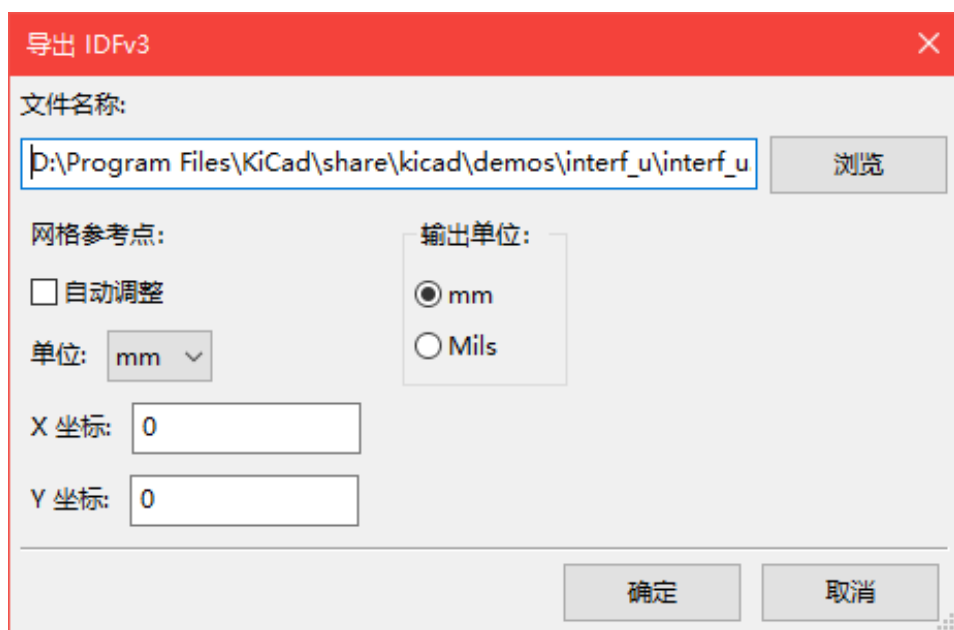 导出 IDFv3
文件名称:
D:\Program Files\KiCad\share\kicad\demos\interf_u\interf_u
浏览
网格参考点:
输出单位:
自动调整
mm
单位: mm
Mils
X 坐标: 0
Y 坐标: 0
确定
取消